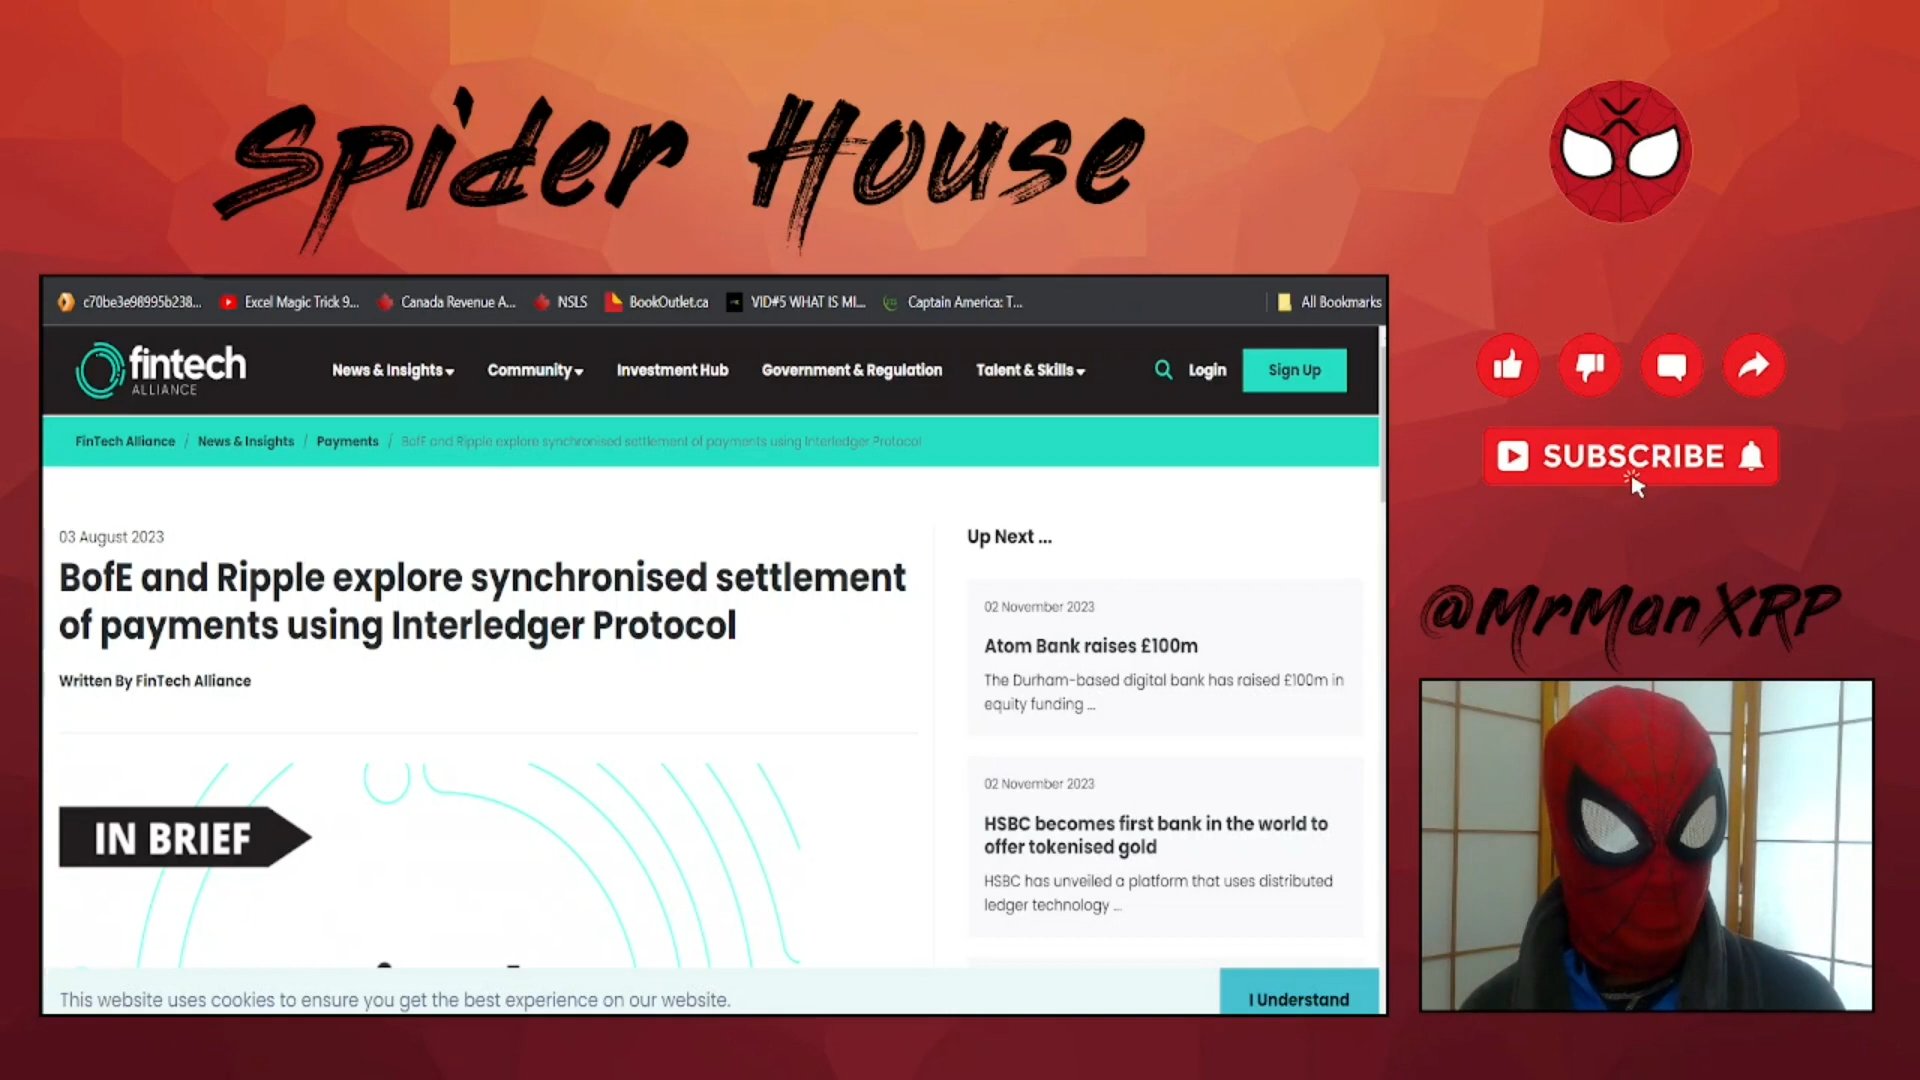 Spider House
c70be3e98995b238...
Excel Magic Trick 9...
Canada Revenue A...
NSLS
BookOutlet.ca
VID#5 WHAT IS MI...
Captain America: T...
All Bookmarks
fintech
ALLIANCE
News & Insights
Community
Investment Hub
Government & Regulation
Talent & Skills
Login
Sign Up
FinTech Alliance / News & Insights / Payments / BofE and Ripple explore synchronised settlement of payments using Interledger Protocol
03 August 2023
BofE and Ripple explore synchronised settlement
of payments using Interledger Protocol
Written By FinTech Alliance
IN BRIEF
Up Next ...
02 November 2023
Atom Bank raises £100m
The Durham-based digital bank has raised £100m in
equity funding ...
02 November 2023
HSBC becomes first bank in the world to
offer tokenised gold
HSBC has unveiled a platform that uses distributed
ledger technology ...
This website uses cookies to ensure you get the best experience on our website.
I Understand
SUBSCRIBE
@MrManXRP